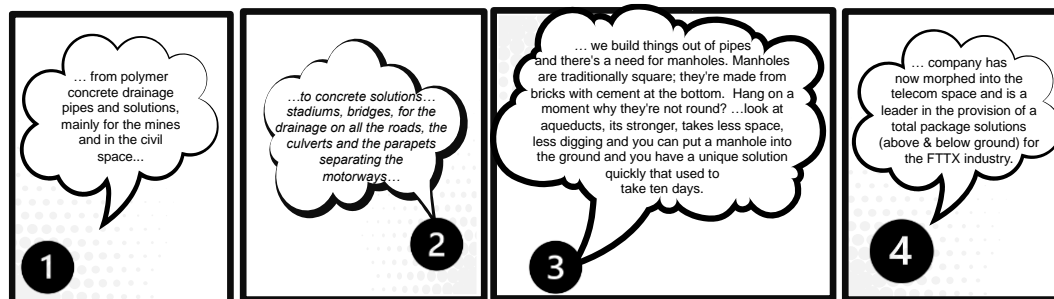 … from polymer
concrete drainage
pipes and solutions,
mainly for the mines
and in the civil
space...
1
…to concrete solutions…
stadiums, bridges, for the
drainage on all the roads, the
culverts and the parapets
separating the
motorways…
2
… we build things out of pipes
and there's a need for manholes. Manholes
are traditionally square; they're made from
bricks with cement at the bottom. Hang on a
moment why they're not round? …look at
aqueducts, its stronger, takes less space,
less digging and you can put a manhole into
the ground and you have a unique solution
quickly that used to
take ten days.
3
… company has
now morphed into the
telecom space and is a
leader in the provision of a
total package solutions
(above & below ground) for
the FTTX industry.
4